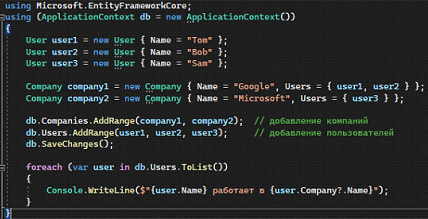 using Microsoft.EntityFrameworkCore;
using (ApplicationContext db = new ApplicationContext())
{
User user1 = new User { Name = "Tom" };
User user2 = new User { Name = "Bob" };
User user3 = new User { Name = "Sam" };
Company company1 = new Company { Name = "Google", Users = { user1, user2 } };
Company company2 = new Company { Name = "Microsoft", Users = { user3 } };
db.Companies.AddRange(company1, company2);  // добавление компаний
db.Users.AddRange(user1, user2, user3);     // добавление пользователей
db.SaveChanges();
foreach (var user in db.Users.ToList())
{
Console.WriteLine($"{user.Name} работает в {user.Company?.Name}");
}
}